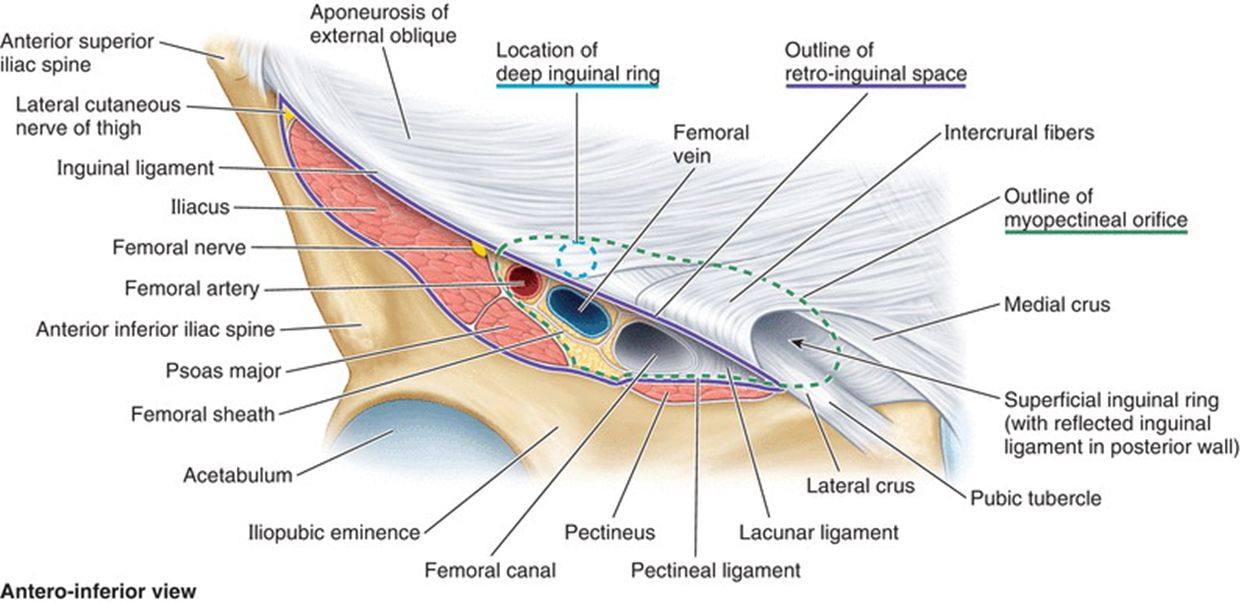 Aponeurosis of
external oblique
Anterior superior
iliac spine
Location of
deep inguinal ring
Outline of
retro-inguinal space
Lateral cutaneous
nerve of thigh
Femoral
vein
Intercrural fibers
Inguinal ligament
Outline of
myopectineal orifice
Iliacus
Femoral nerve
Femoral artery
Medial crus
Anterior inferior iliac spine
Psoas major
Superficial inguinal ring
(with reflected inguinal
ligament in posterior wall)
Femoral sheath
Acetabulum
Lateral crus
Pubic tubercle
Iliopubic eminence
Pectineus
Lacunar ligament
Femoral canal
Pectineal ligament
Antero-inferior view